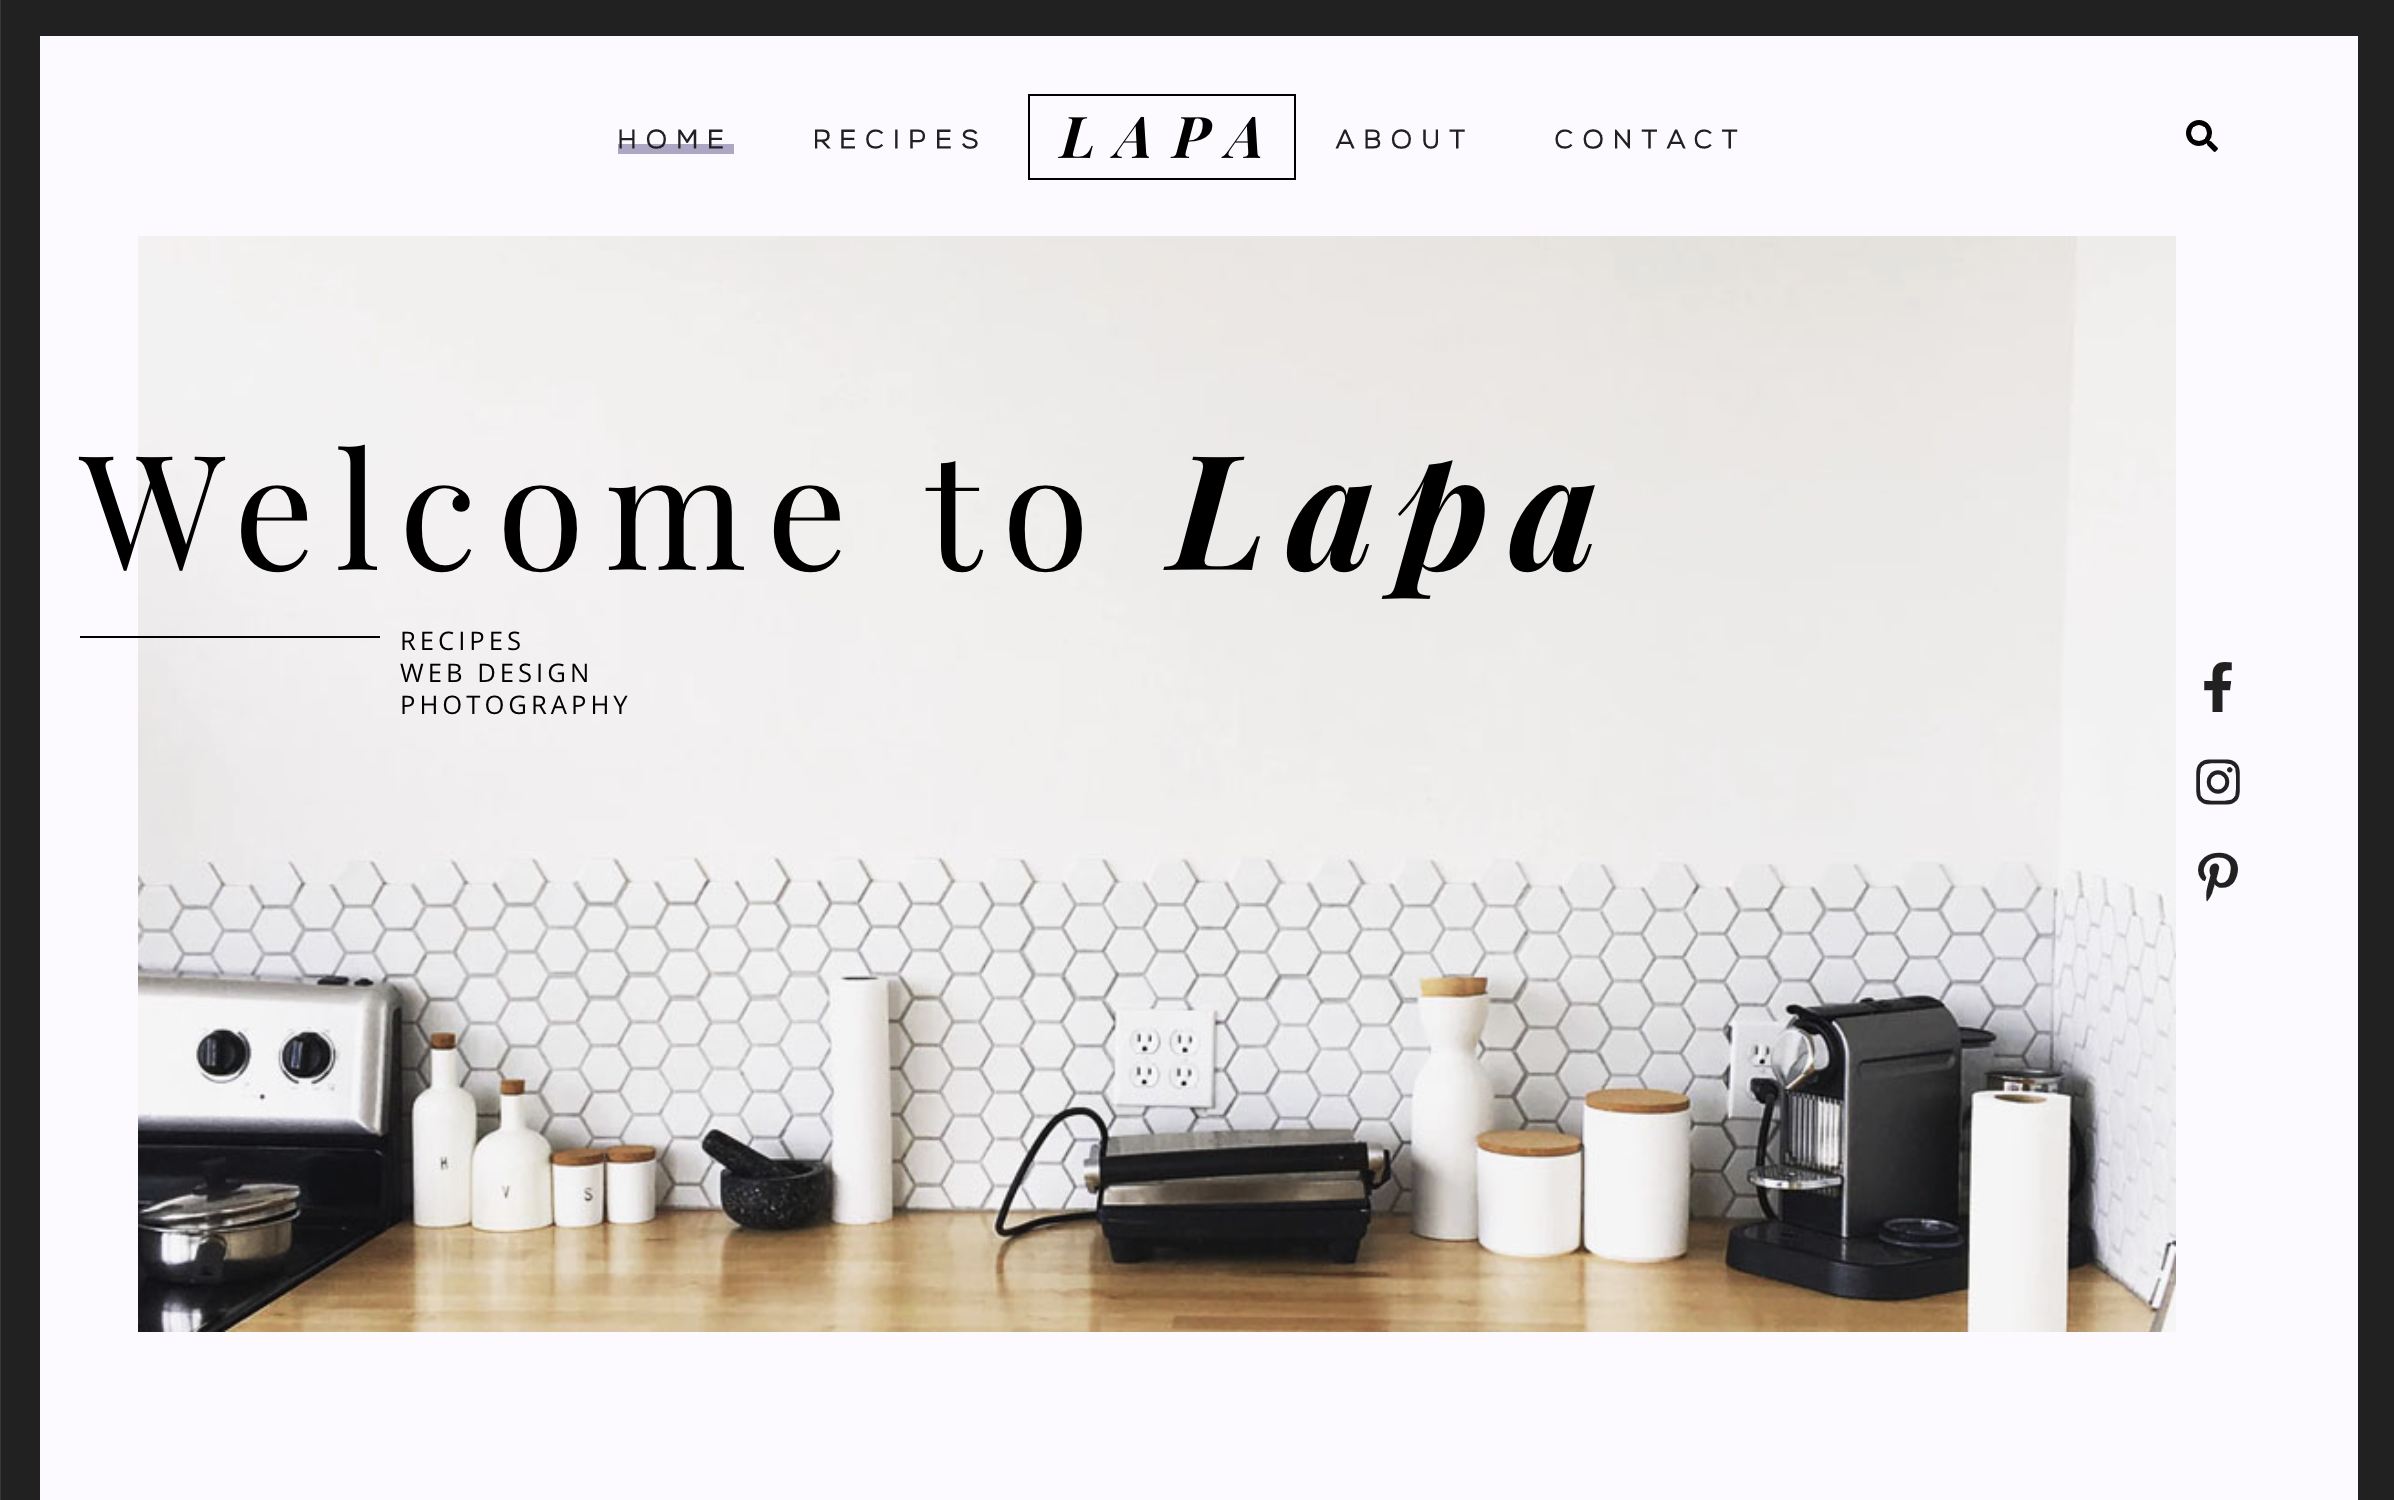 HOME RECIPES LAPA ABOUT CONTACT
Welcome to Lapa
RECIPES
WEB DESIGN
PHOTOGRAPHY
H
V
S